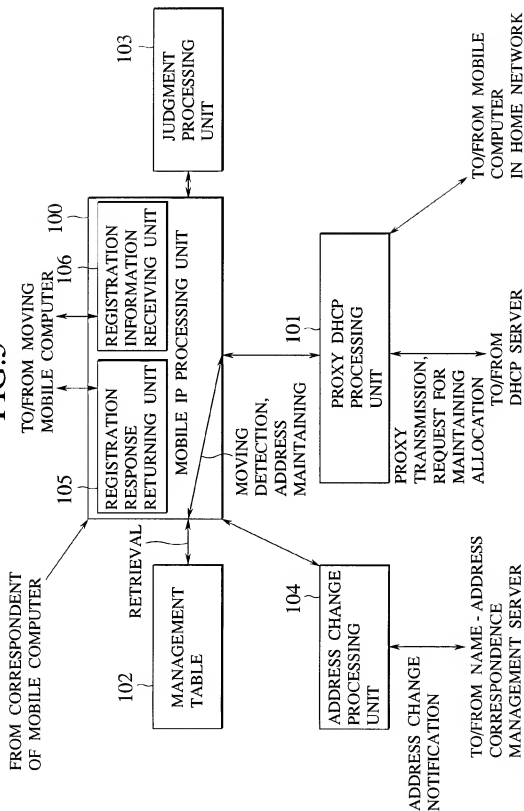 FROM CORRESPONDENT
OF MOBILE COMPUTER
TO/FROM MOVING
MOBILE COMPUTER
105
REGISTRATION
RESPONSE
RETURNING UNIT
106
REGISTRATION
INFORMATION
RECEIVING UNIT
100
MOBILE IP PROCESSING UNIT
103
JUDGMENT
PROCESSING
UNIT
102
MANAGEMENT
TABLE
RETRIEVAL
MOVING
DETECTION,
ADDRESS
MAINTAINING
104
ADDRESS CHANGE
PROCESSING
UNIT
101
PROXY DHCP
PROCESSING
UNIT
ADDRESS CHANGE
NOTIFICATION
TO/FROM NAME - ADDRESS
CORRESPONDENCE
MANAGEMENT SERVER
PROXY
TRANSMISSION,
REQUEST FOR
MAINTAINING
ALLOCATION
TO/FROM
DHCP SERVER
TO/FROM MOBILE
COMPUTER
IN HOME NETWORK